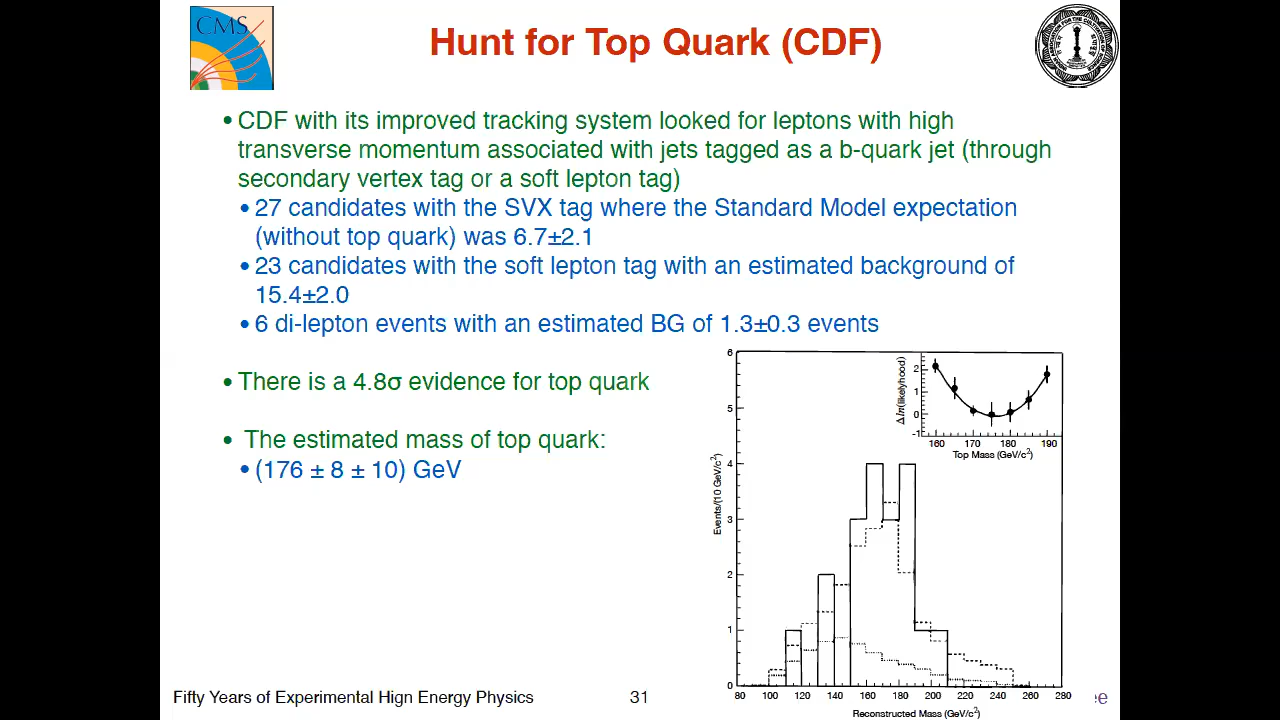 CMS
Hunt for Top Quark (CDF)
• CDF with its improved tracking system looked for leptons with high
transverse momentum associated with jets tagged as a b-quark jet (through
secondary vertex tag or a soft lepton tag)
• 27 candidates with the SVX tag where the Standard Model expectation
(without top quark) was 6.7±2.1
• 23 candidates with the soft lepton tag with an estimated background of
15.4±2.0
• 6 di-lepton events with an estimated BG of 1.3±0.3 events
• There is a 4.8σ evidence for top quark
• The estimated mass of top quark:
• (176 ± 8 ± 10) GeV
6
5
4
3
2
1
0
Events/(10 GeV/c²)
80 100 120 140 160 180 200 220 240 260 280
Reconstructed Mass (GeV/c²)
2
1
0
-1
Δln(likelyhood)
160 170 180 190
Top Mass (GeV/c²)
Fifty Years of Experimental Hign Energy Physics
31
ee